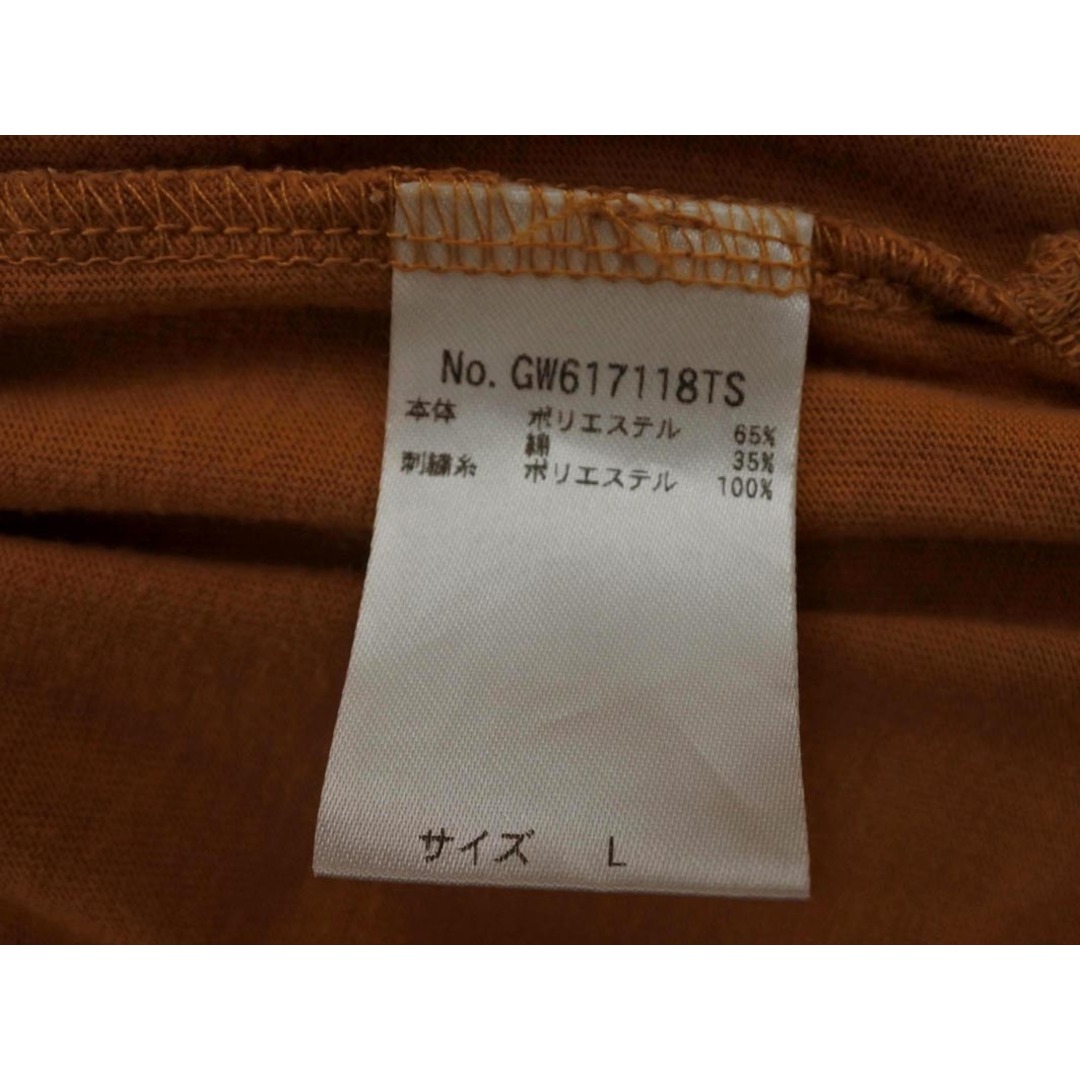 No. GW617118TS
本体 ポリエステル 65%
綿 35%
刺繍糸 ポリエステル 100%
サイズ L